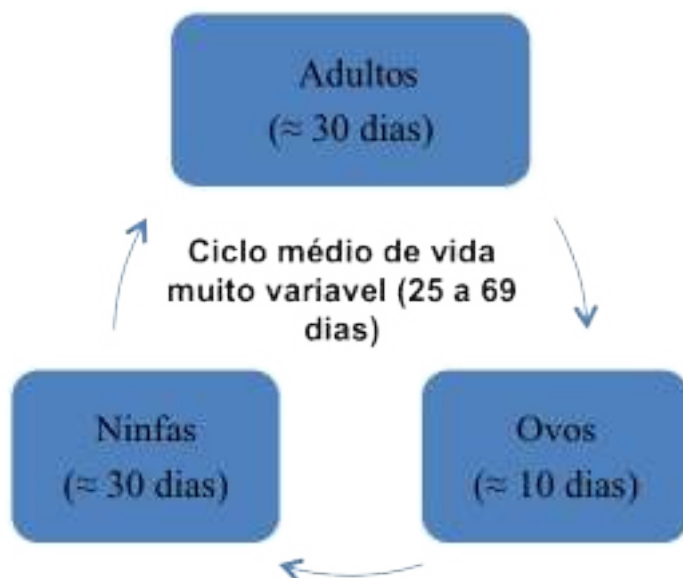 Adultos
(≈ 30 dias)
Ciclo médio de vida
muito variavel (25 a 69
dias)
Ninfas
(≈ 30 dias)
Ovos
(≈ 10 dias)